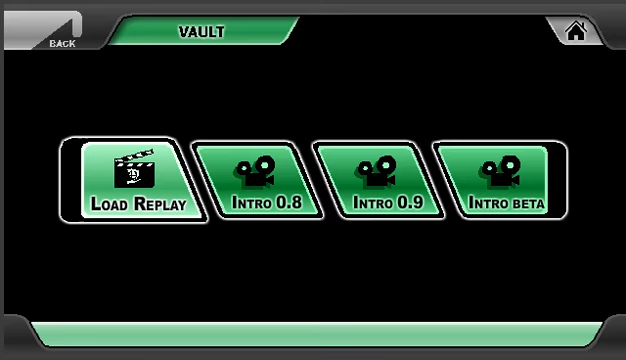 BACK
VAULT
LOAD REPLAY
INTRO 0.8
INTRO 0.9
INTRO BETA